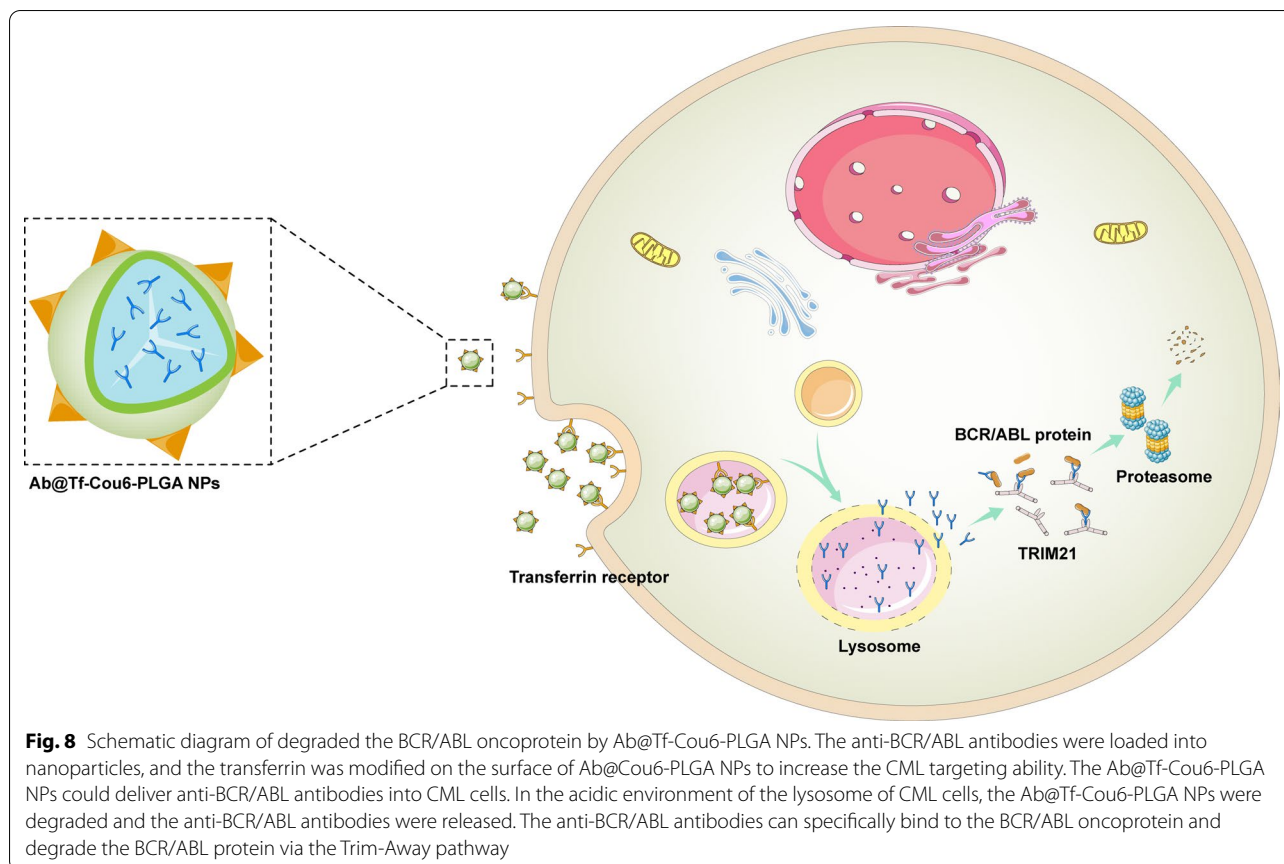 BCR/ABL protein
Proteasome
Ab@Tf-Cou6-PLGA NPs
TRIM21
Transferrin receptor
Lysosome
Fig. 8 Schematic diagram of degraded the BCR/ABL oncoprotein by Ab@Tf-Cou6-PLGA NPs. The anti-BCR/ABL antibodies were loaded into
nanoparticles, and the transferrin was modified on the surface of Ab@Cou6-PLGA NPs to increase the CML targeting ability. The Ab@Tf-Cou6-PLGA
NPs could deliver anti-BCR/ABL antibodies into CML cells. In the acidic environment of the lysosome of CML cells, the Ab@Tf-Cou6-PLGA NPs were
degraded and the anti-BCR/ABL antibodies were released. The anti-BCR/ABL antibodies can specifically bind to the BCR/ABL oncoprotein and
degrade the BCR/ABL protein via the Trim-Away pathway